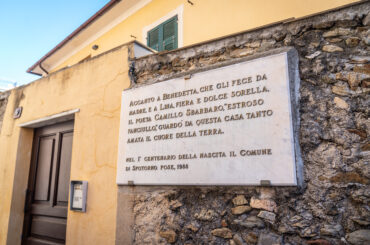 Accanto a Benedetta, che gli fece da
madre, e a Lina, fiera e dolce sorella,
il poeta Camillo Sbarbaro, "estroso
fanciullo", guardò da questa casa tanto
amata il cuore della terra.
Nel 1° centenario della nascita il Comune
di Spotorno pose, 1988